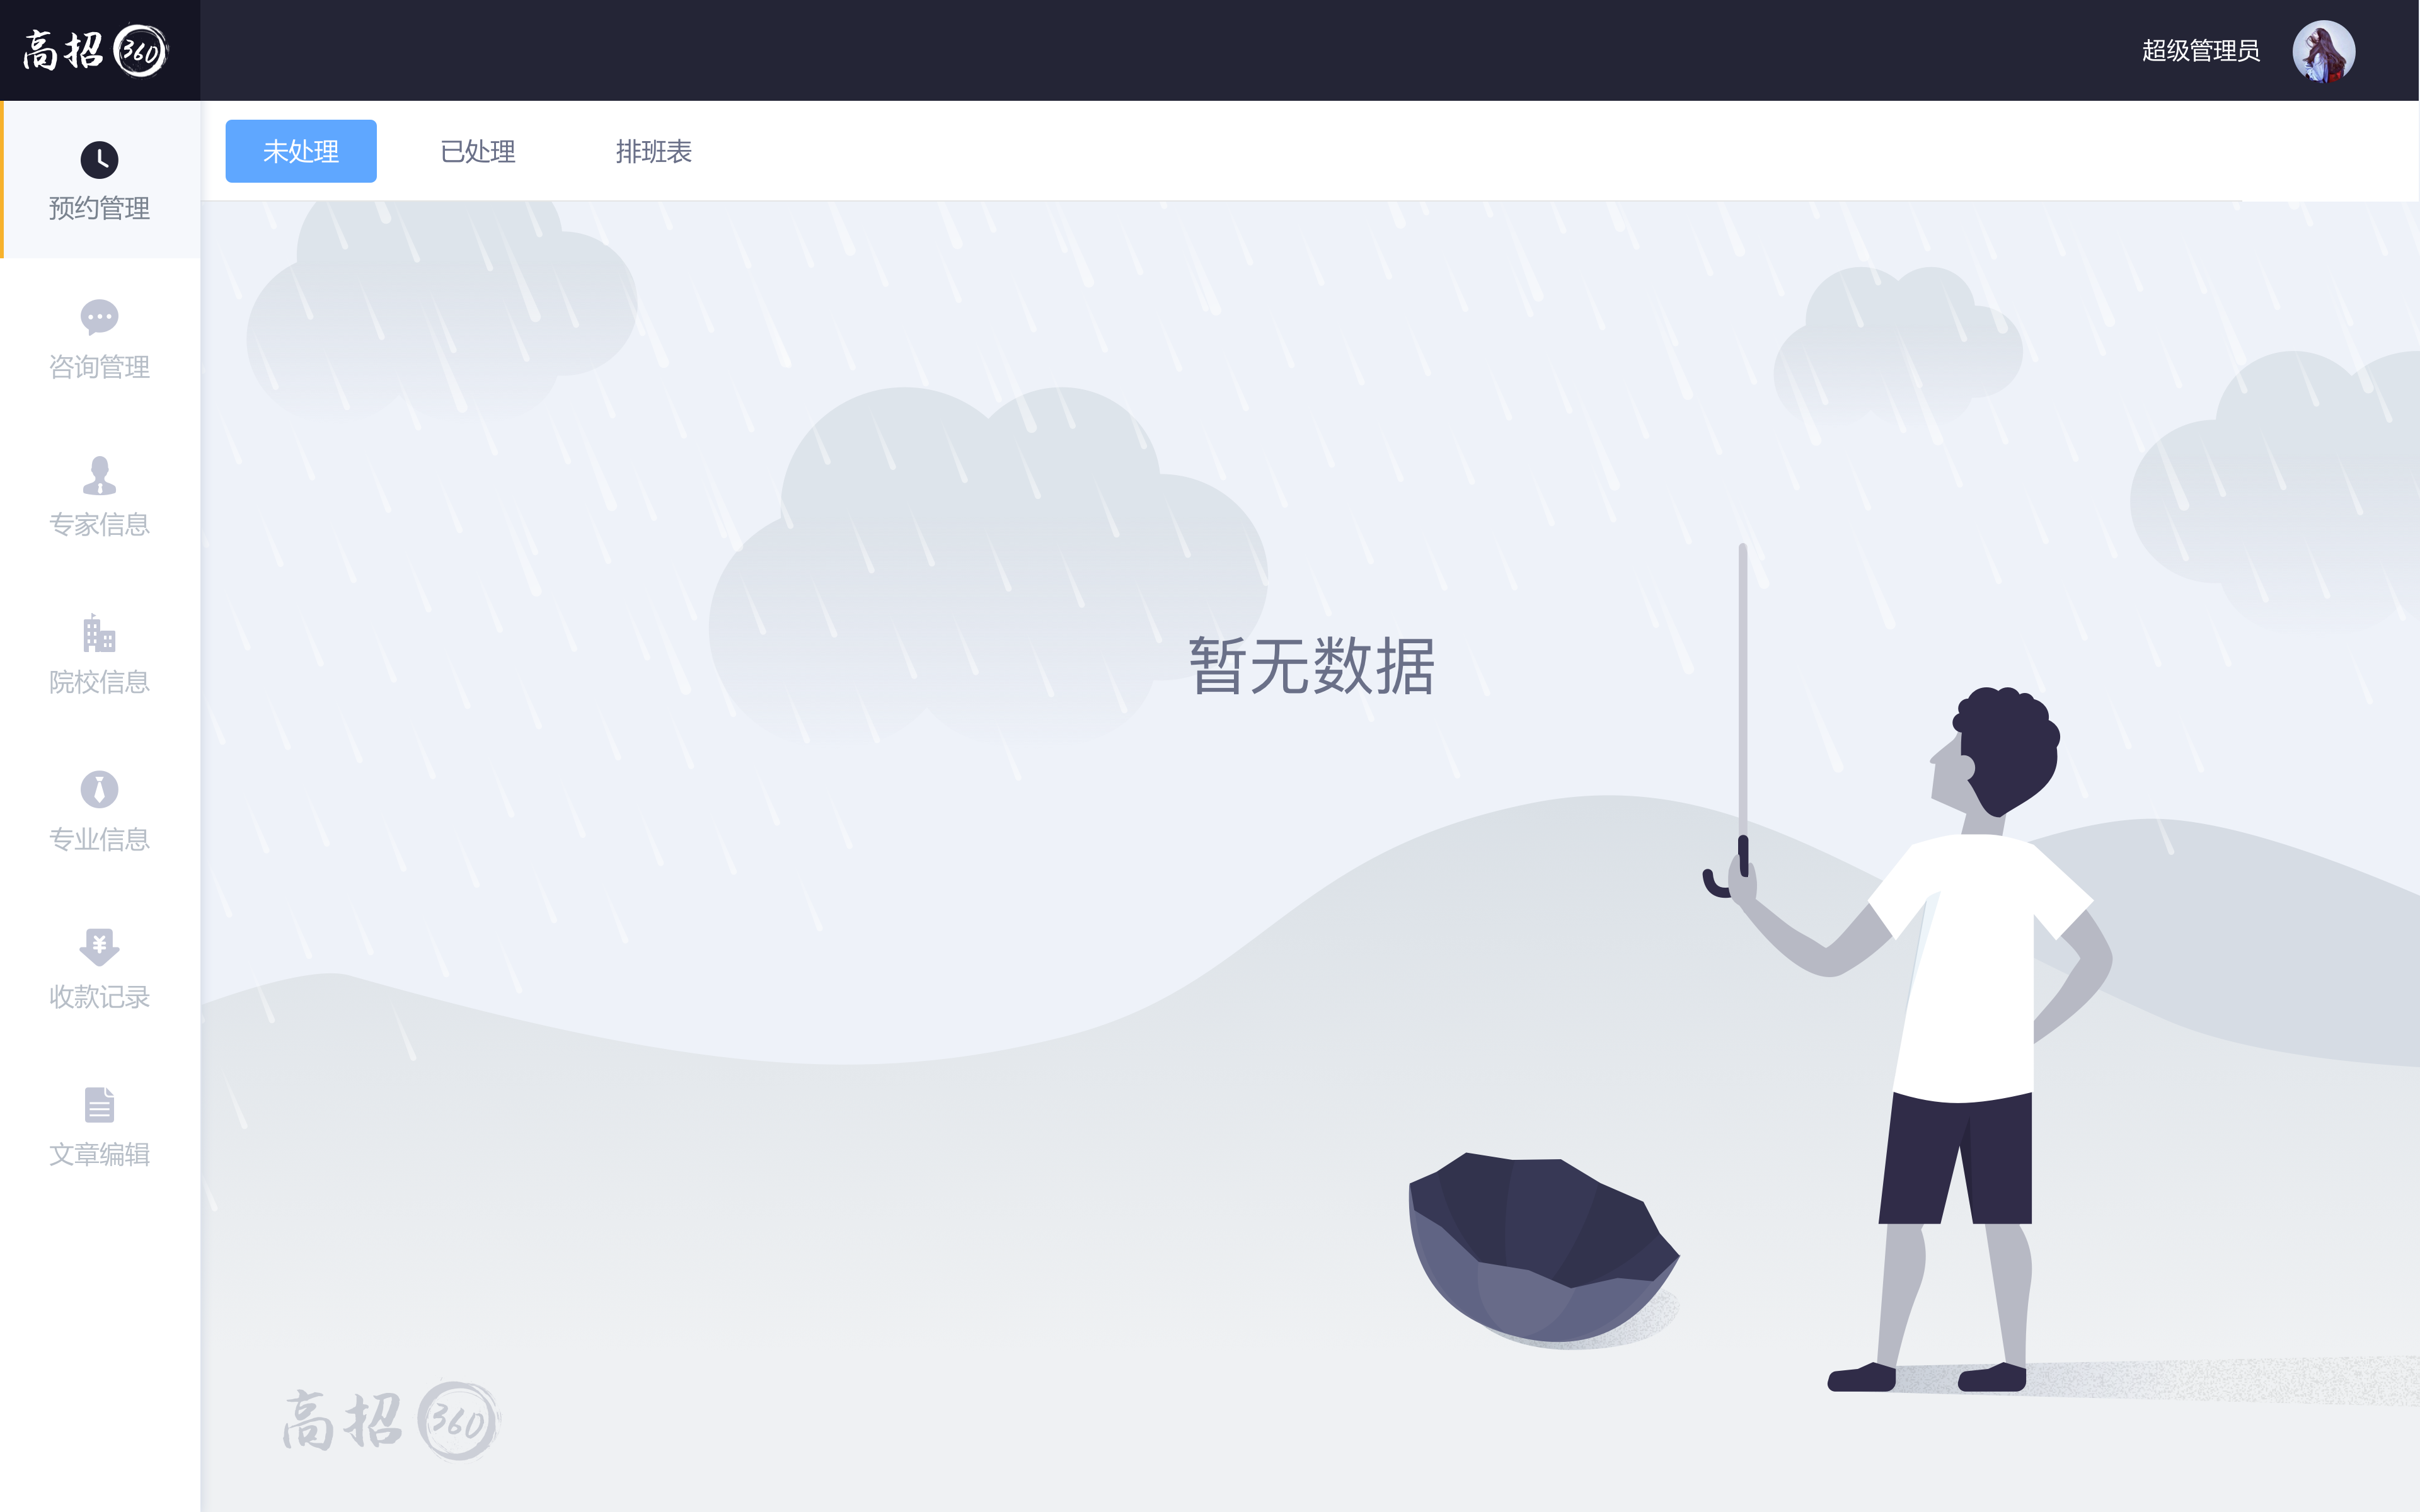 高招360
超级管理员
未处理
已处理
排班表
预约管理
咨询管理
专家信息
院校信息
专业信息
收款记录
文章编辑
暂无数据
高招360